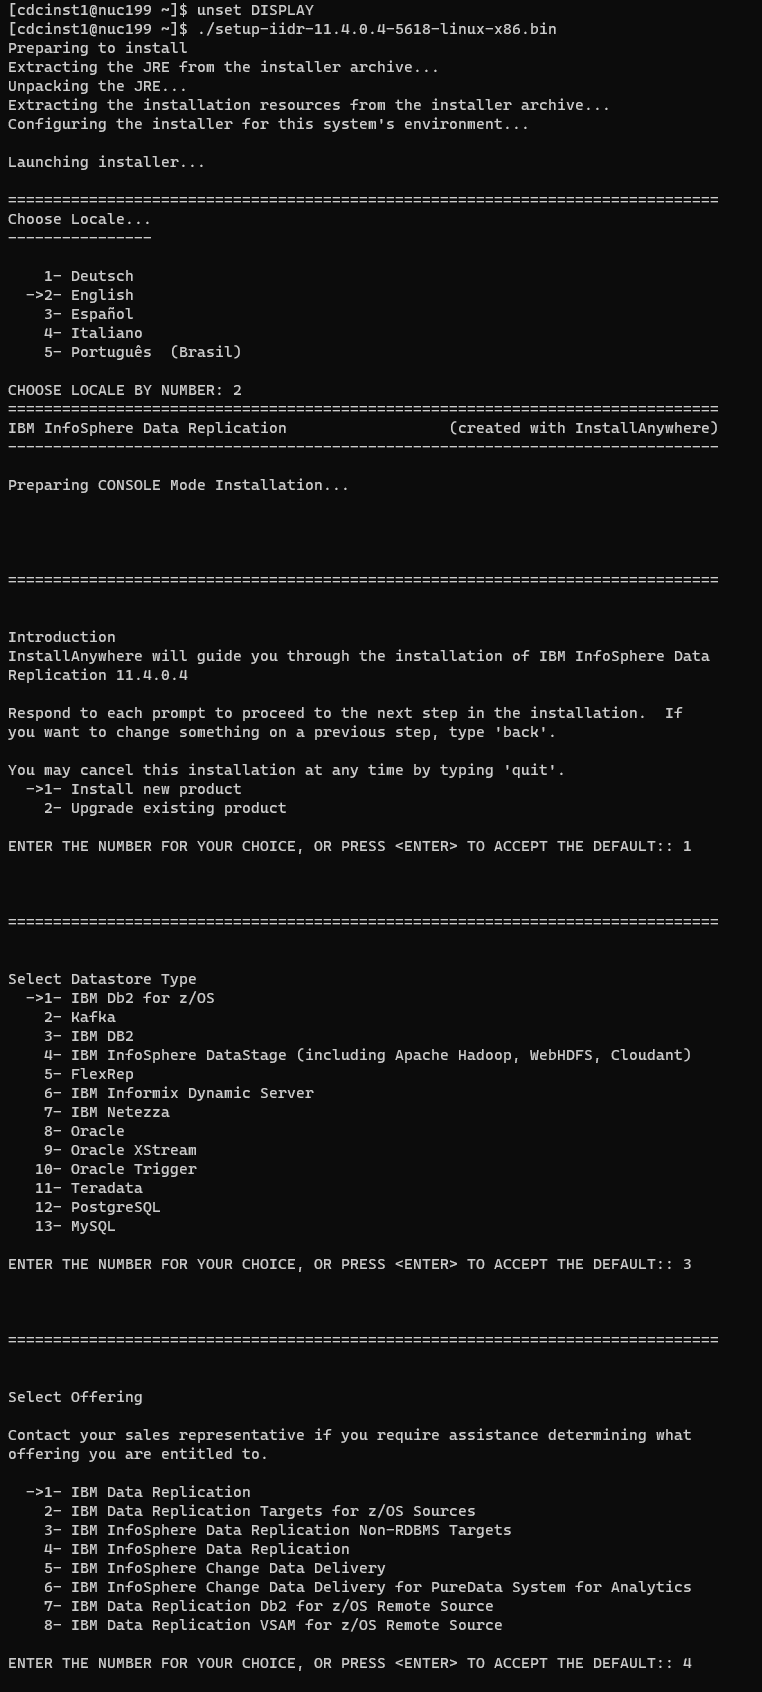 [cdcinst1@nuc199 ~]$ unset DISPLAY
[cdcinst1@nuc199 ~]$ ./setup-iidr-11.4.0.4-5618-linux-x86.bin
Preparing to install
Extracting the JRE from the installer archive...
Unpacking the JRE...
Extracting the installation resources from the installer archive...
Configuring the installer for this system's environment...
Launching installer...
===============================================================================
Choose Locale...
----------------
1- Deutsch
->2- English
3- Español
4- Italiano
5- Português  (Brasil)
CHOOSE LOCALE BY NUMBER: 2
===============================================================================
IBM InfoSphere Data Replication                  (created with InstallAnywhere)
-------------------------------------------------------------------------------
Preparing CONSOLE Mode Installation...
===============================================================================
Introduction
InstallAnywhere will guide you through the installation of IBM InfoSphere Data
Replication 11.4.0.4
Respond to each prompt to proceed to the next step in the installation.  If
you want to change something on a previous step, type 'back'.
You may cancel this installation at any time by typing 'quit'.
->1- Install new product
2- Upgrade existing product
ENTER THE NUMBER FOR YOUR CHOICE, OR PRESS <ENTER> TO ACCEPT THE DEFAULT:: 1
===============================================================================
Select Datastore Type
->1- IBM Db2 for z/OS
2- Kafka
3- IBM DB2
4- IBM InfoSphere DataStage (including Apache Hadoop, WebHDFS, Cloudant)
5- FlexRep
6- IBM Informix Dynamic Server
7- IBM Netezza
8- Oracle
9- Oracle XStream
10- Oracle Trigger
11- Teradata
12- PostgreSQL
13- MySQL
ENTER THE NUMBER FOR YOUR CHOICE, OR PRESS <ENTER> TO ACCEPT THE DEFAULT:: 3
===============================================================================
Select Offering
Contact your sales representative if you require assistance determining what
offering you are entitled to.
->1- IBM Data Replication
2- IBM Data Replication Targets for z/OS Sources
3- IBM InfoSphere Data Replication Non-RDBMS Targets
4- IBM InfoSphere Data Replication
5- IBM InfoSphere Change Data Delivery
6- IBM InfoSphere Change Data Delivery for PureData System for Analytics
7- IBM Data Replication Db2 for z/OS Remote Source
8- IBM Data Replication VSAM for z/OS Remote Source
ENTER THE NUMBER FOR YOUR CHOICE, OR PRESS <ENTER> TO ACCEPT THE DEFAULT:: 4